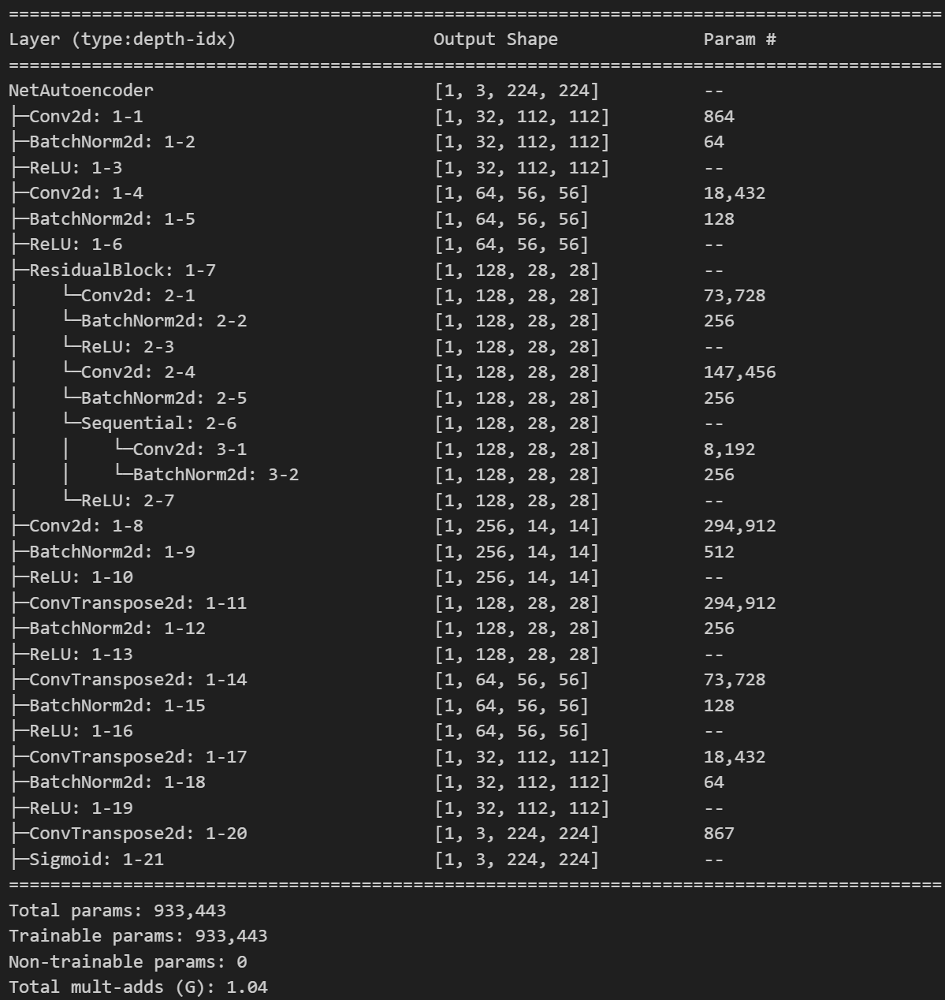 ==========================================================================================
Layer (type:depth-idx)                   Output Shape              Param #
==========================================================================================
NetAutoencoder                           [1, 3, 224, 224]          --
├─Conv2d: 1-1                            [1, 32, 112, 112]         864
├─BatchNorm2d: 1-2                       [1, 32, 112, 112]         64
├─ReLU: 1-3                              [1, 32, 112, 112]         --
├─Conv2d: 1-4                            [1, 64, 56, 56]           18,432
├─BatchNorm2d: 1-5                       [1, 64, 56, 56]           128
├─ReLU: 1-6                              [1, 64, 56, 56]           --
├─ResidualBlock: 1-7                     [1, 128, 28, 28]          --
│    └─Conv2d: 2-1                       [1, 128, 28, 28]          73,728
│    └─BatchNorm2d: 2-2                  [1, 128, 28, 28]          256
│    └─ReLU: 2-3                         [1, 128, 28, 28]          --
│    └─Conv2d: 2-4                       [1, 128, 28, 28]          147,456
│    └─BatchNorm2d: 2-5                  [1, 128, 28, 28]          256
│    └─Sequential: 2-6                   [1, 128, 28, 28]          --
│    │    └─Conv2d: 3-1                  [1, 128, 28, 28]          8,192
│    │    └─BatchNorm2d: 3-2             [1, 128, 28, 28]          256
│    └─ReLU: 2-7                         [1, 128, 28, 28]          --
├─Conv2d: 1-8                            [1, 256, 14, 14]          294,912
├─BatchNorm2d: 1-9                       [1, 256, 14, 14]          512
├─ReLU: 1-10                             [1, 256, 14, 14]          --
├─ConvTranspose2d: 1-11                  [1, 128, 28, 28]          294,912
├─BatchNorm2d: 1-12                      [1, 128, 28, 28]          256
├─ReLU: 1-13                             [1, 128, 28, 28]          --
├─ConvTranspose2d: 1-14                  [1, 64, 56, 56]           73,728
├─BatchNorm2d: 1-15                      [1, 64, 56, 56]           128
├─ReLU: 1-16                             [1, 64, 56, 56]           --
├─ConvTranspose2d: 1-17                  [1, 32, 112, 112]         18,432
├─BatchNorm2d: 1-18                      [1, 32, 112, 112]         64
├─ReLU: 1-19                             [1, 32, 112, 112]         --
├─ConvTranspose2d: 1-20                  [1, 3, 224, 224]          867
├─Sigmoid: 1-21                          [1, 3, 224, 224]          --
==========================================================================================
Total params: 933,443
Trainable params: 933,443
Non-trainable params: 0
Total mult-adds (G): 1.04